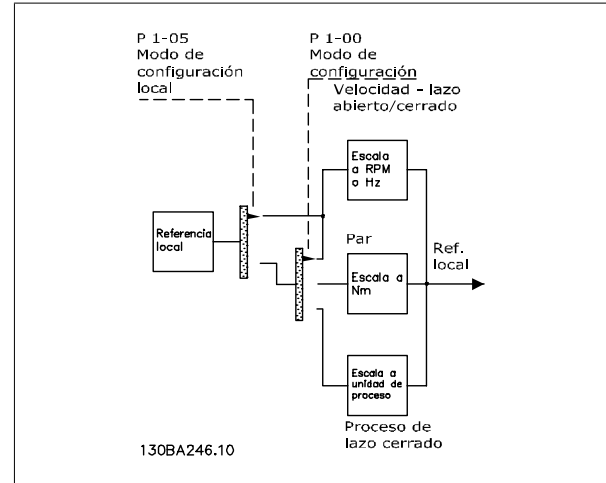 P 1-05
Modo de
configuración
local
P 1-00
Modo de
configuración
Velocidad - lazo
abierto/cerrado
Escala
a RPM
o Hz
Referencia
local
Par
Escala a
Nm
Ref.
local
Escala a
unidad de
proceso
Proceso de
lazo cerrado
130BA246.10